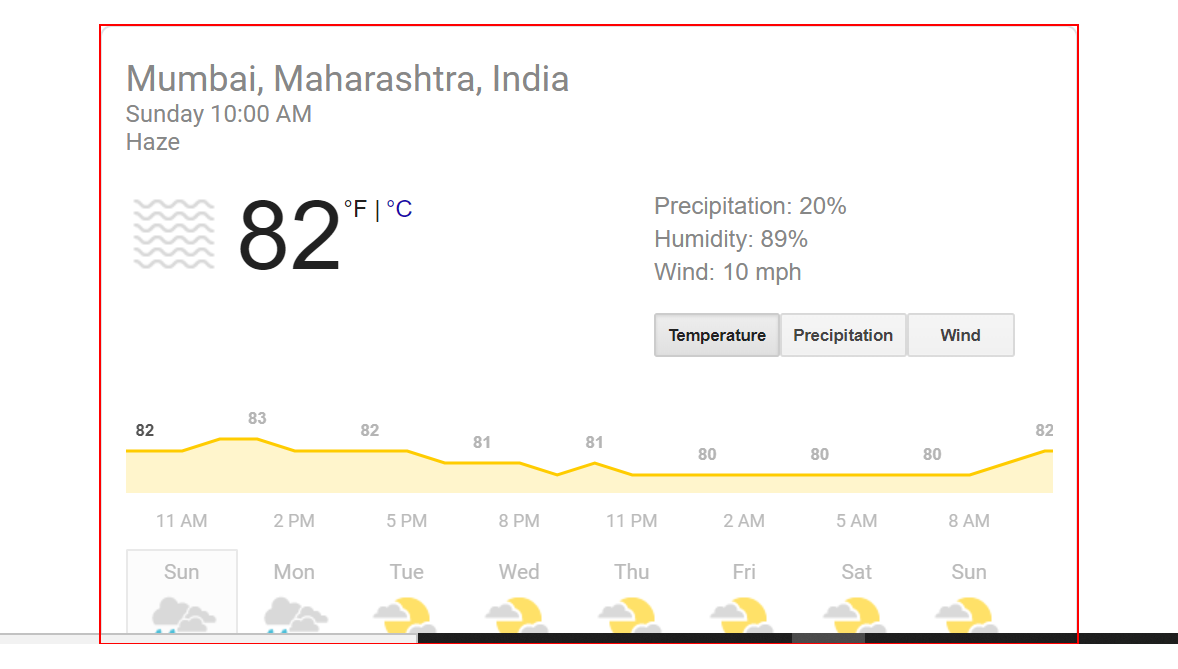 Mumbai, Maharashtra, India
Sunday 10:00 AM
Haze
82 °F | °C
Precipitation: 20%
Humidity: 89%
Wind: 10 mph
Temperature Precipitation Wind
82 83 82 81 81 80 80 80 82
11 AM 2 PM 5 PM 8 PM 11 PM 2 AM 5 AM 8 AM
Sun Mon Tue Wed Thu Fri Sat Sun